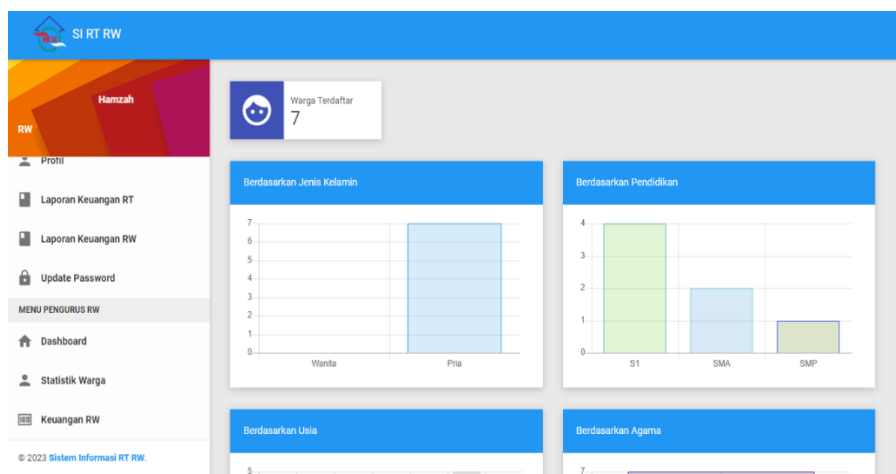 SI RT RW
Hamzah
RW
Profil
Laporan Keuangan RT
Laporan Keuangan RW
Update Password
MENU PENGURUS RW
Dashboard
Statistik Warga
Keuangan RW
© 2023 Sistem Informasi RT RW.
Warga Terdaftar
7
Berdasarkan Jenis Kelamin
7
6
5
4
3
2
1
0
Wanita Pria
Berdasarkan Pendidikan
4
3
2
1
0
S1 SMA SMP
Berdasarkan Usia
5
Berdasarkan Agama
7